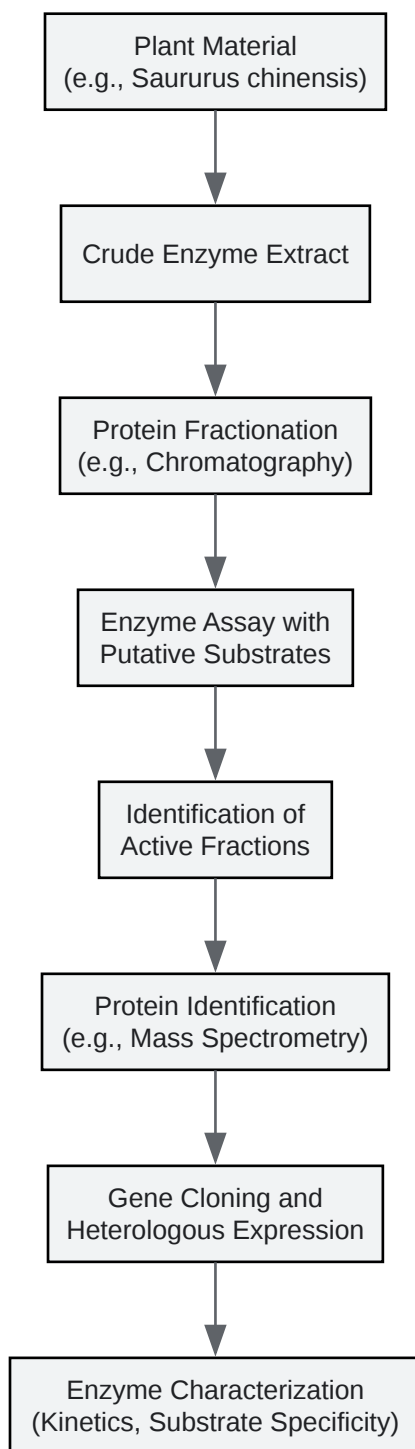 Plant Material
(e.g., Saururus chinensis)
Crude Enzyme Extract
Protein Fractionation
(e.g., Chromatography)
Enzyme Assay with
Putative Substrates
Identification of
Active Fractions
Protein Identification
(e.g., Mass Spectrometry)
Gene Cloning and
Heterologous Expression
Enzyme Characterization
(Kinetics, Substrate Specificity)